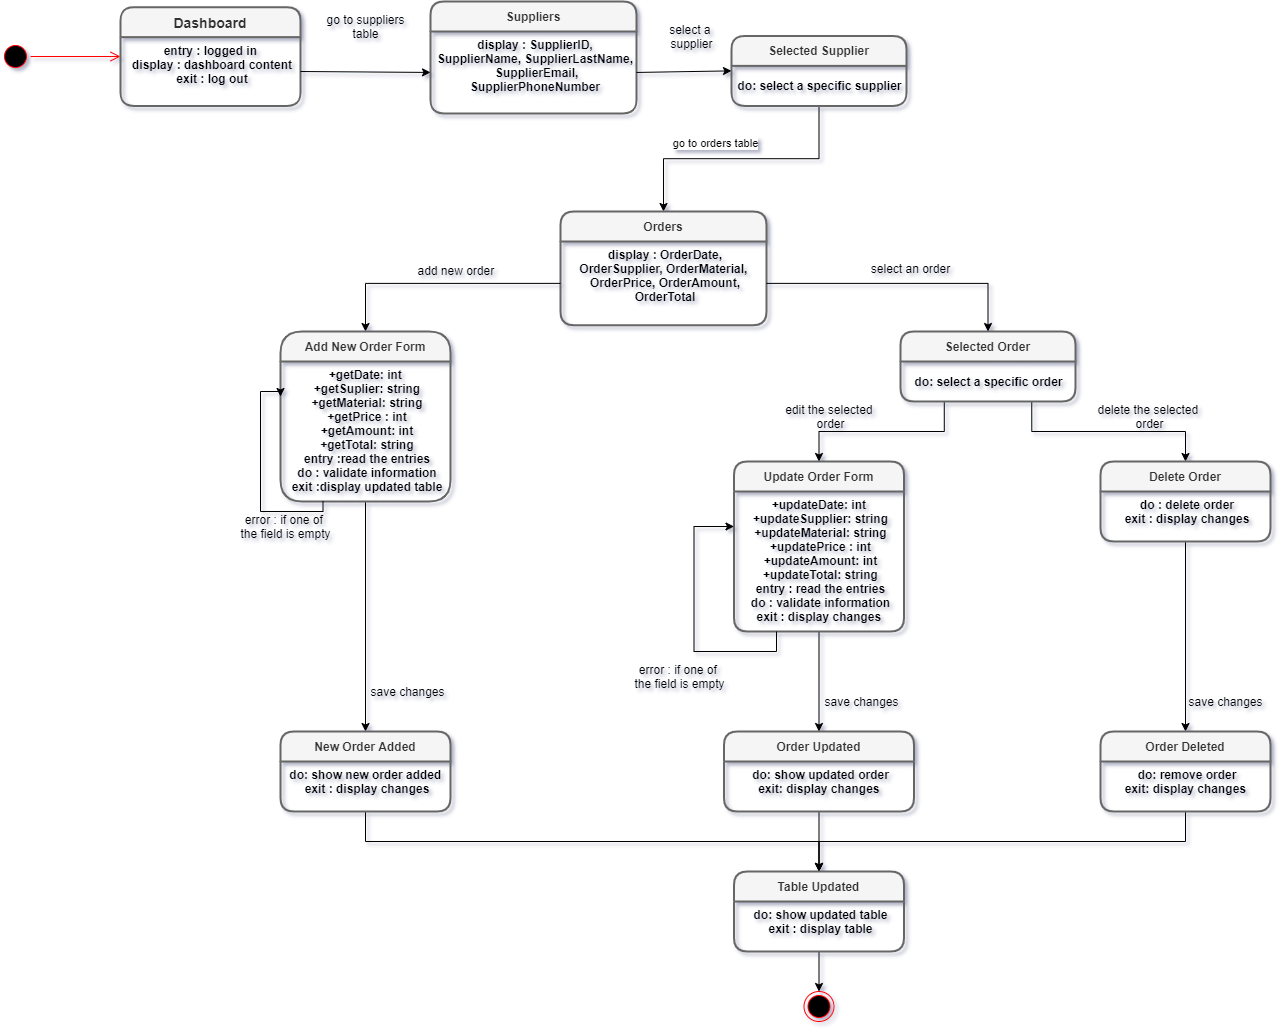 Dashboard
entry : logged in
display : dashboard content
exit : log out
go to suppliers
table
Suppliers
display : SupplierID,
SupplierName, SupplierLastName,
SupplierEmail,
SupplierPhoneNumber
select a
supplier
Selected Supplier
do: select a specific supplier
go to orders table
Orders
display : OrderDate,
OrderSupplier, OrderMaterial,
OrderPrice, OrderAmount,
OrderTotal
add new order
select an order
Add New Order Form
+getDate: int
+getSuplier: string
+getMaterial: string
+getPrice : int
+getAmount: int
+getTotal: string
entry :read the entries
do : validate information
exit :display updated table
error : if one of
the field is empty
Selected Order
do: select a specific order
edit the selected
order
delete the selected
order
Update Order Form
+updateDate: int
+updateSupplier: string
+updateMaterial: string
+updatePrice : int
+updateAmount: int
+updateTotal: string
entry : read the entries
do : validate information
exit : display changes
error : if one of
the field is empty
Delete Order
do : delete order
exit : display changes
save changes
save changes
save changes
New Order Added
do: show new order added
exit : display changes
Order Updated
do: show updated order
exit: display changes
Order Deleted
do: remove order
exit: display changes
Table Updated
do: show updated table
exit : display table